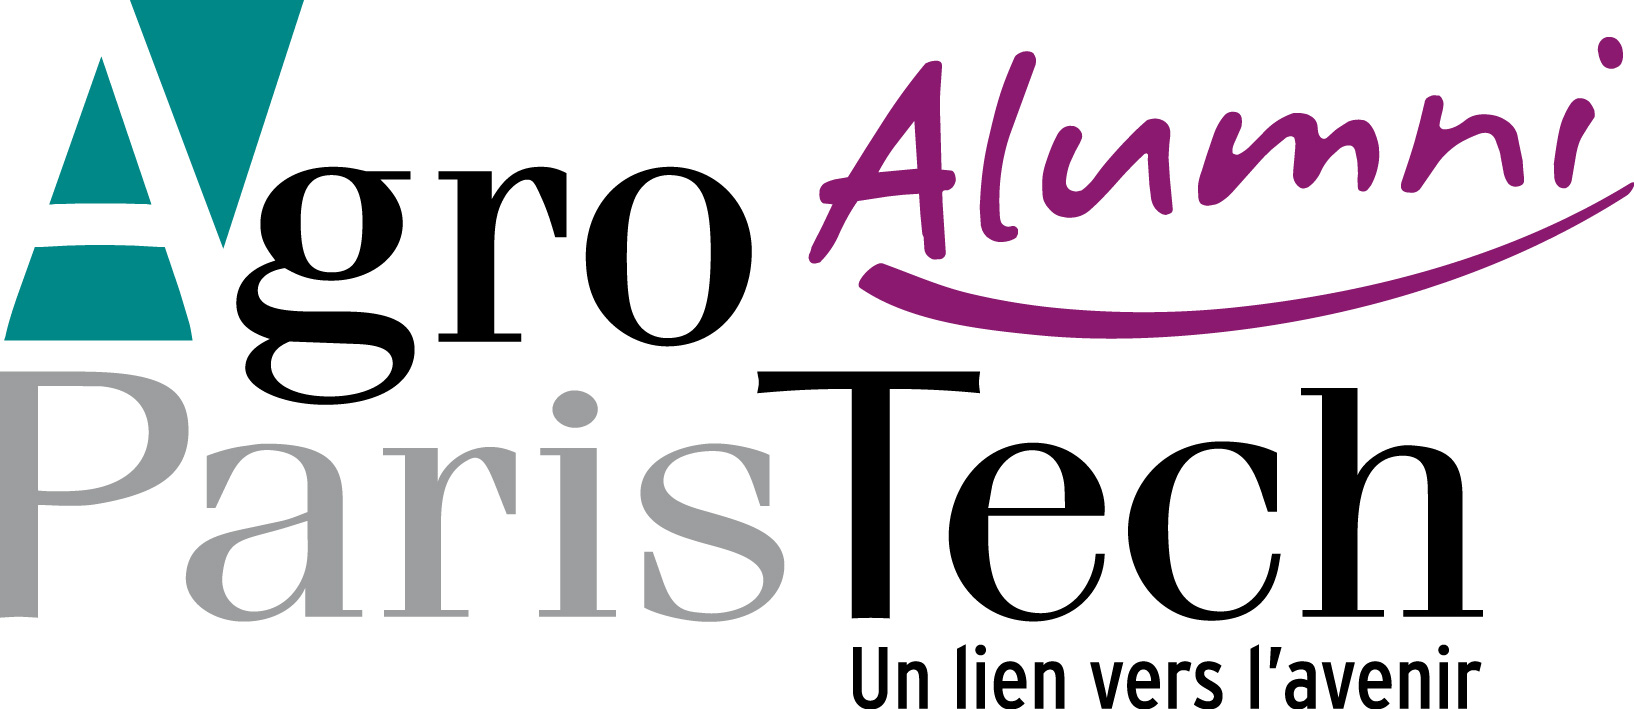 Agro Alumni
ParisTech
Un lien vers l'avenir